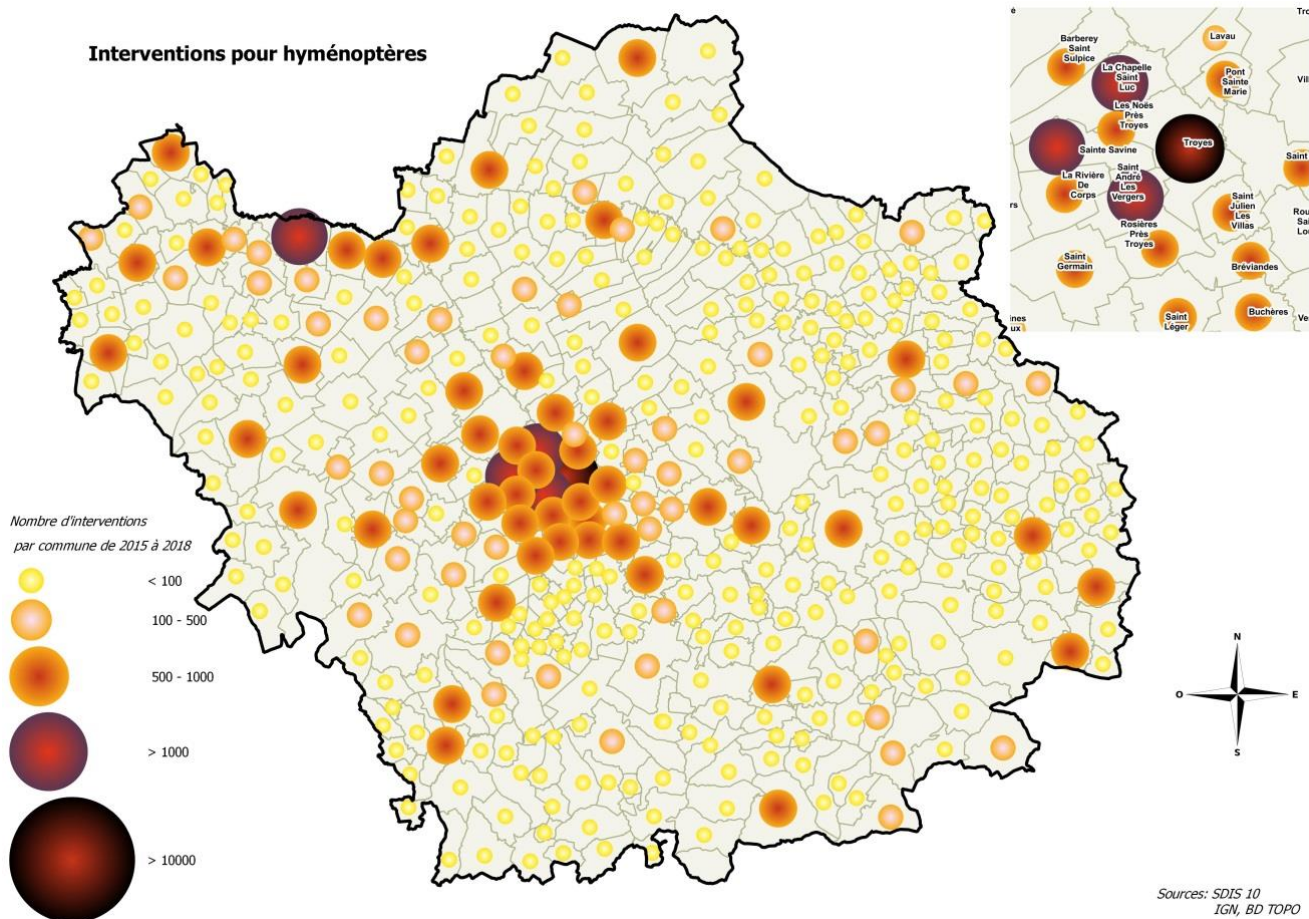 Interventions pour hyménoptères
Barberey
Saint
Sulpice
Lavau
La Chapelle
Saint
Luc
Pont
Sainte
Marie
Les Noës
Près
Troyes
Sainte Savine
Troyes
Saint
La Rivière
De
Corps
Saint
André
Les
Vergers
Saint
Julien
Les
Villas
Rosières
Près
Troyes
Saint
Germain
Bréviandes
Saint
Léger
Buchères
Nombre d'interventions
par commune de 2015 à 2018
< 100
100 - 500
500 - 1000
> 1000
> 10000
N
O
E
S
Sources: SDIS 10
IGN, BD TOPO